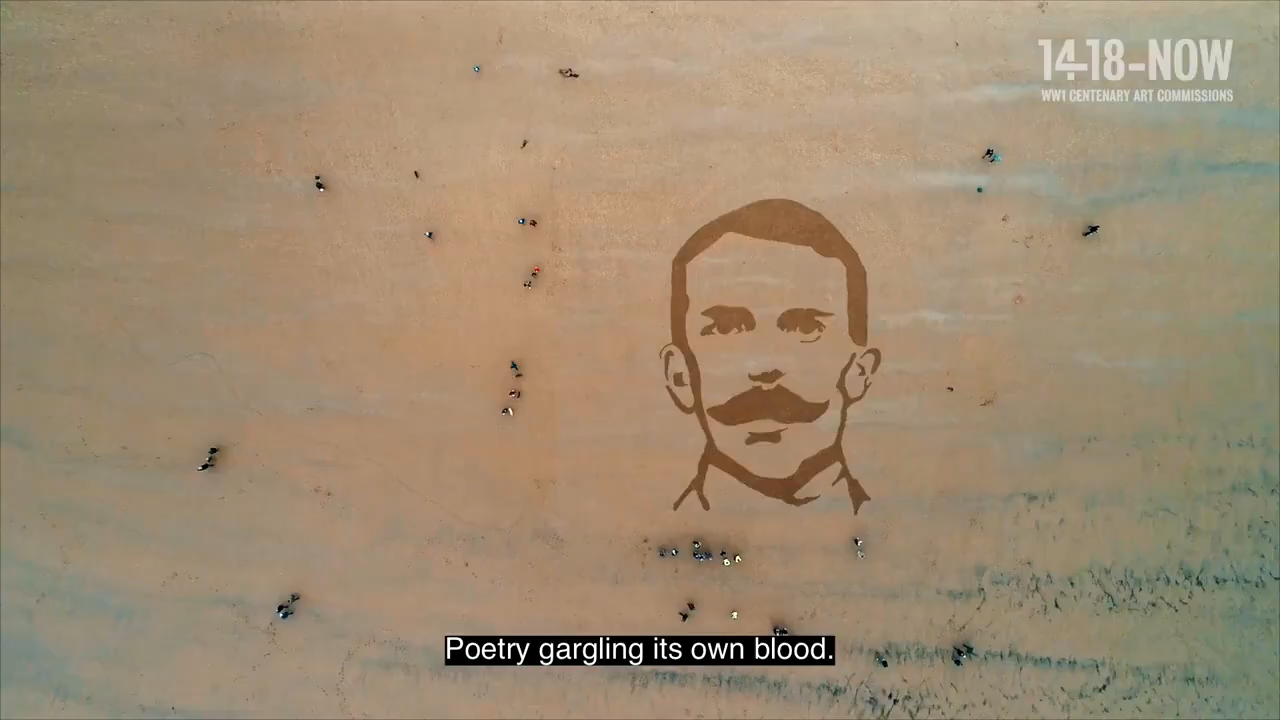 14-18-NOW
WW1 CENTENARY ART COMMISSIONS
Poetry gargling its own blood.